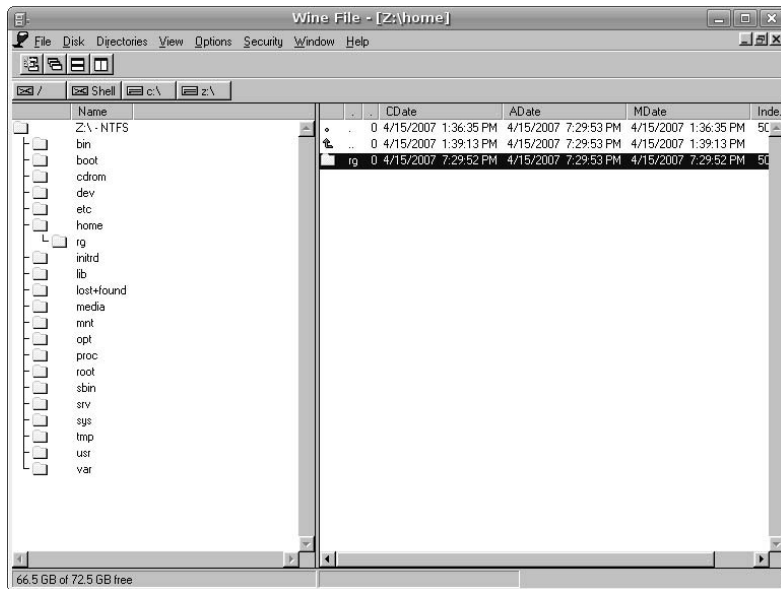 Wine File - [Z:\home]
File Disk Directories View Options Security Window Help
/ Shell c:\ z:\
Name
Z:\ - NTFS
bin
boot
cdrom
dev
etc
home
rg
initrd
lib
lost+found
media
mnt
opt
proc
root
sbin
srv
sys
tmp
usr
var
. . CDate ADate MDate Inde.
. 0 4/15/2007 1:36:35 PM 4/15/2007 7:29:53 PM 4/15/2007 1:36:35 PM 50
.. 0 4/15/2007 1:39:13 PM 4/15/2007 7:29:53 PM 4/15/2007 1:39:13 PM
rg 0 4/15/2007 7:29:52 PM 4/15/2007 7:29:53 PM 4/15/2007 7:29:52 PM 50
66.5 GB of 72.5 GB free